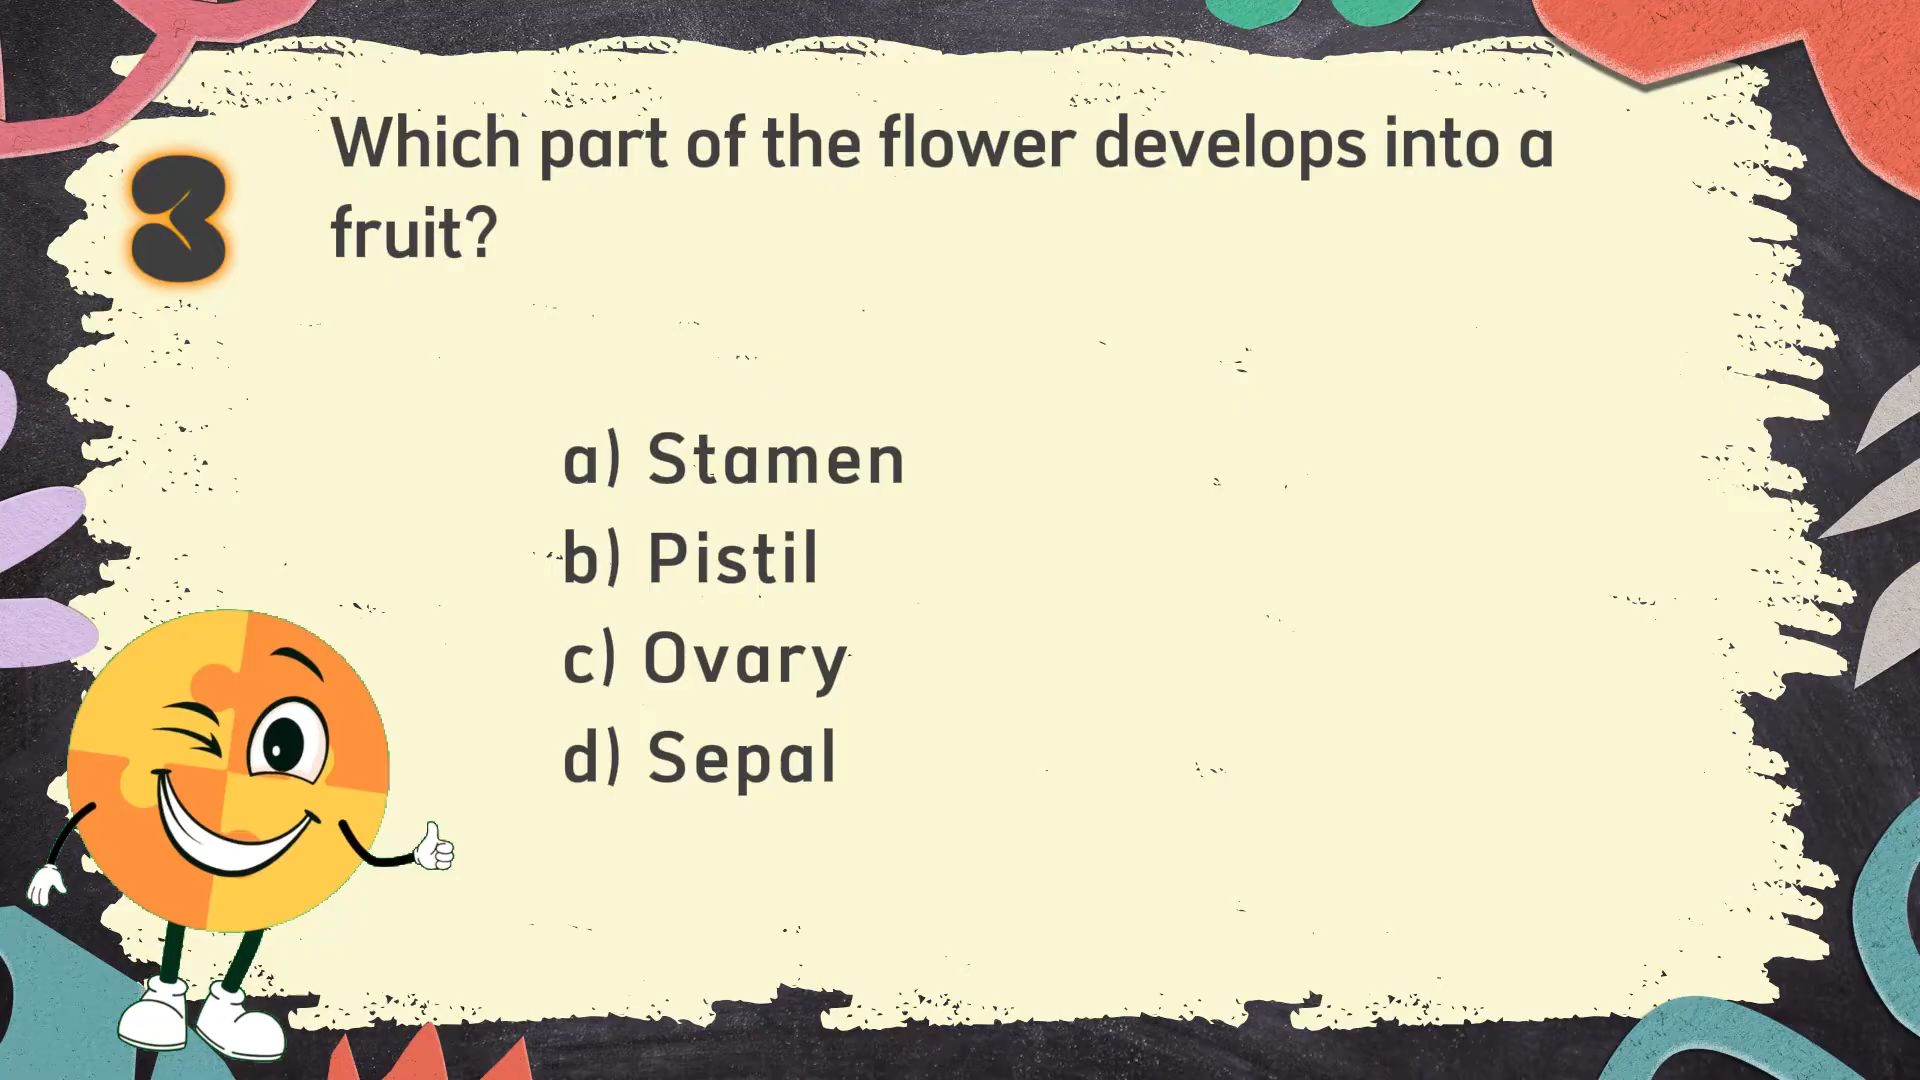 3
Which part of the flower develops into a
fruit?
a) Stamen
b) Pistil
c) Ovary
d) Sepal